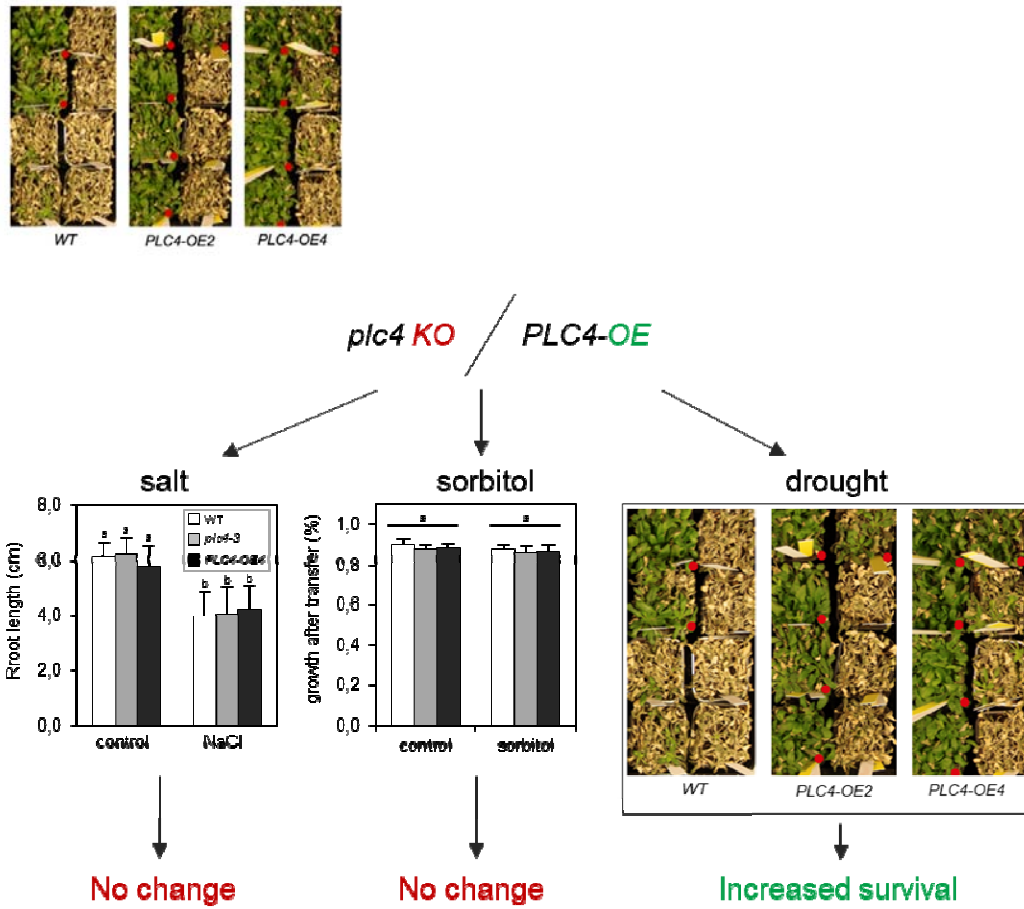 WT PLC4-OE2 PLC4-OE4
plc4 KO PLC4-OE
salt
Rroot length (cm)
8,0
6,0
4,0
2,0
0,0
WT
plc4-3
PLC4-OE4
a a a
b b b
control NaCl
sorbitol
growth after transfer (%)
1,0
0,8
0,6
0,4
0,2
0,0
a a
control sorbitol
drought
WT PLC4-OE2 PLC4-OE4
No change No change Increased survival